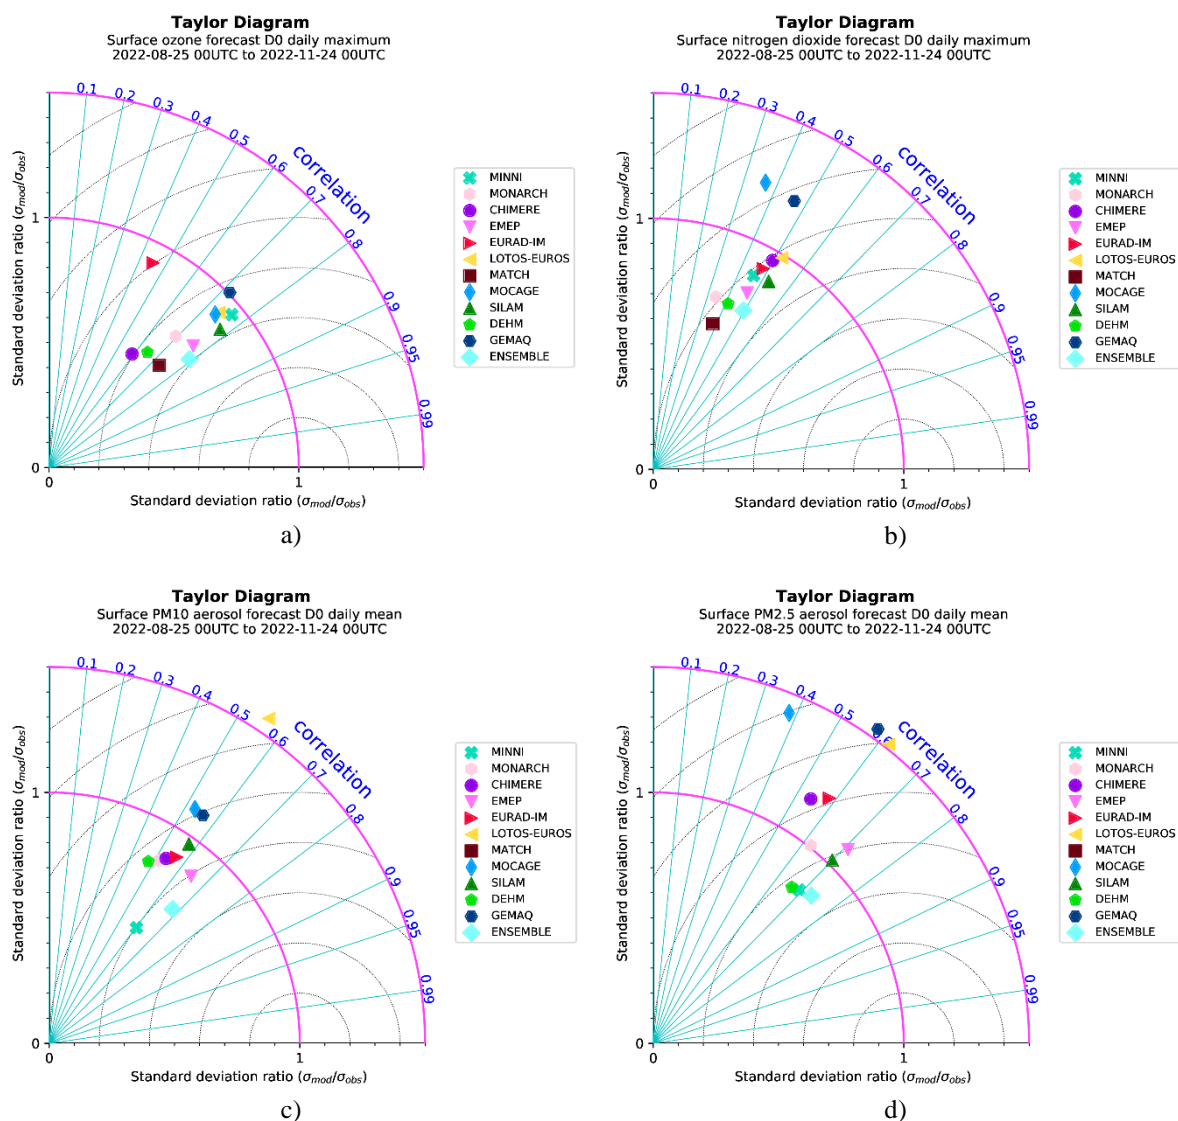 Taylor Diagram
Surface ozone forecast D0 daily maximum
2022-08-25 00UTC to 2022-11-24 00UTC
0.1
0.2
0.3
0.4
0.5
0.6
0.7
0.8
0.9
0.95
0.99
correlation
Standard deviation ratio (σmod/σobs)
1
0
0
1
Standard deviation ratio (σmod/σobs)
MINNI
MONARCH
CHIMERE
EMEP
EURAD-IM
LOTOS-EUROS
MATCH
MOCAGE
SILAM
DEHM
GEMAQ
ENSEMBLE
a)
Taylor Diagram
Surface nitrogen dioxide forecast D0 daily maximum
2022-08-25 00UTC to 2022-11-24 00UTC
0.1
0.2
0.3
0.4
0.5
0.6
0.7
0.8
0.9
0.95
0.99
correlation
Standard deviation ratio (σmod/σobs)
1
0
0
1
Standard deviation ratio (σmod/σobs)
MINNI
MONARCH
CHIMERE
EMEP
EURAD-IM
LOTOS-EUROS
MATCH
MOCAGE
SILAM
DEHM
GEMAQ
ENSEMBLE
b)
Taylor Diagram
Surface PM10 aerosol forecast D0 daily mean
2022-08-25 00UTC to 2022-11-24 00UTC
0.1
0.2
0.3
0.4
0.5
0.6
0.7
0.8
0.9
0.95
0.99
correlation
Standard deviation ratio (σmod/σobs)
1
0
0
1
Standard deviation ratio (σmod/σobs)
MINNI
MONARCH
CHIMERE
EMEP
EURAD-IM
LOTOS-EUROS
MATCH
MOCAGE
SILAM
DEHM
GEMAQ
ENSEMBLE
c)
Taylor Diagram
Surface PM2.5 aerosol forecast D0 daily mean
2022-08-25 00UTC to 2022-11-24 00UTC
0.1
0.2
0.3
0.4
0.5
0.6
0.7
0.8
0.9
0.95
0.99
correlation
Standard deviation ratio (σmod/σobs)
1
0
0
1
Standard deviation ratio (σmod/σobs)
MINNI
MONARCH
CHIMERE
EMEP
EURAD-IM
LOTOS-EUROS
MATCH
MOCAGE
SILAM
DEHM
GEMAQ
ENSEMBLE
d)